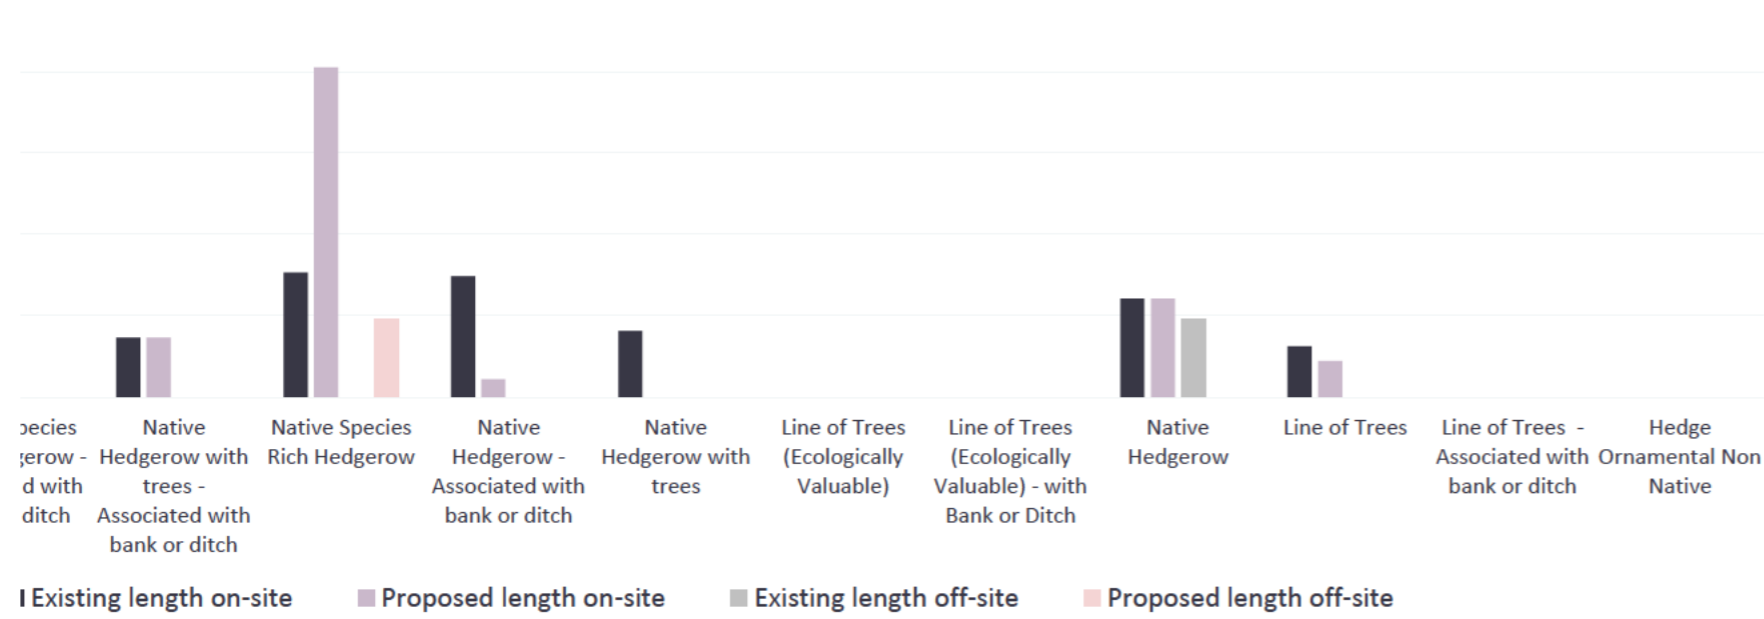 d with
ditch
Native
Hedgerow with
trees -
Associated with
bank or ditch
Native Species
Rich Hedgerow
Native
Hedgerow -
Associated with
bank or ditch
Native
Hedgerow with
trees
Line of Trees
(Ecologically
Valuable)
Line of Trees
(Ecologically
Valuable) - with
Bank or Ditch
Native
Hedgerow
Line of Trees
Line of Trees -
Associated with
bank or ditch
Hedge
Ornamental Non
Native
Existing length on-site
Proposed length on-site
Existing length off-site
Proposed length off-site